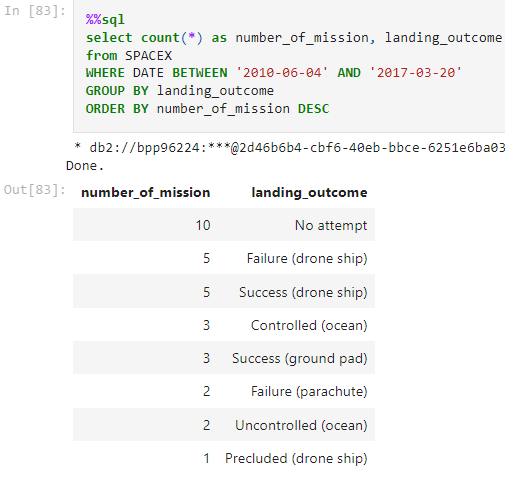 In [83]:
%%sql
select count(*) as number_of_mission, landing_outcome
from SPACEX
WHERE DATE BETWEEN '2010-06-04' AND '2017-03-20'
GROUP BY landing_outcome
ORDER BY number_of_mission DESC
* db2://bpp96224:***@2d46b6b4-cbf6-40eb-bbce-6251e6ba03
Done.
Out[83]:
number_of_mission landing_outcome
10 No attempt
5 Failure (drone ship)
5 Success (drone ship)
3 Controlled (ocean)
3 Success (ground pad)
2 Failure (parachute)
2 Uncontrolled (ocean)
1 Precluded (drone ship)